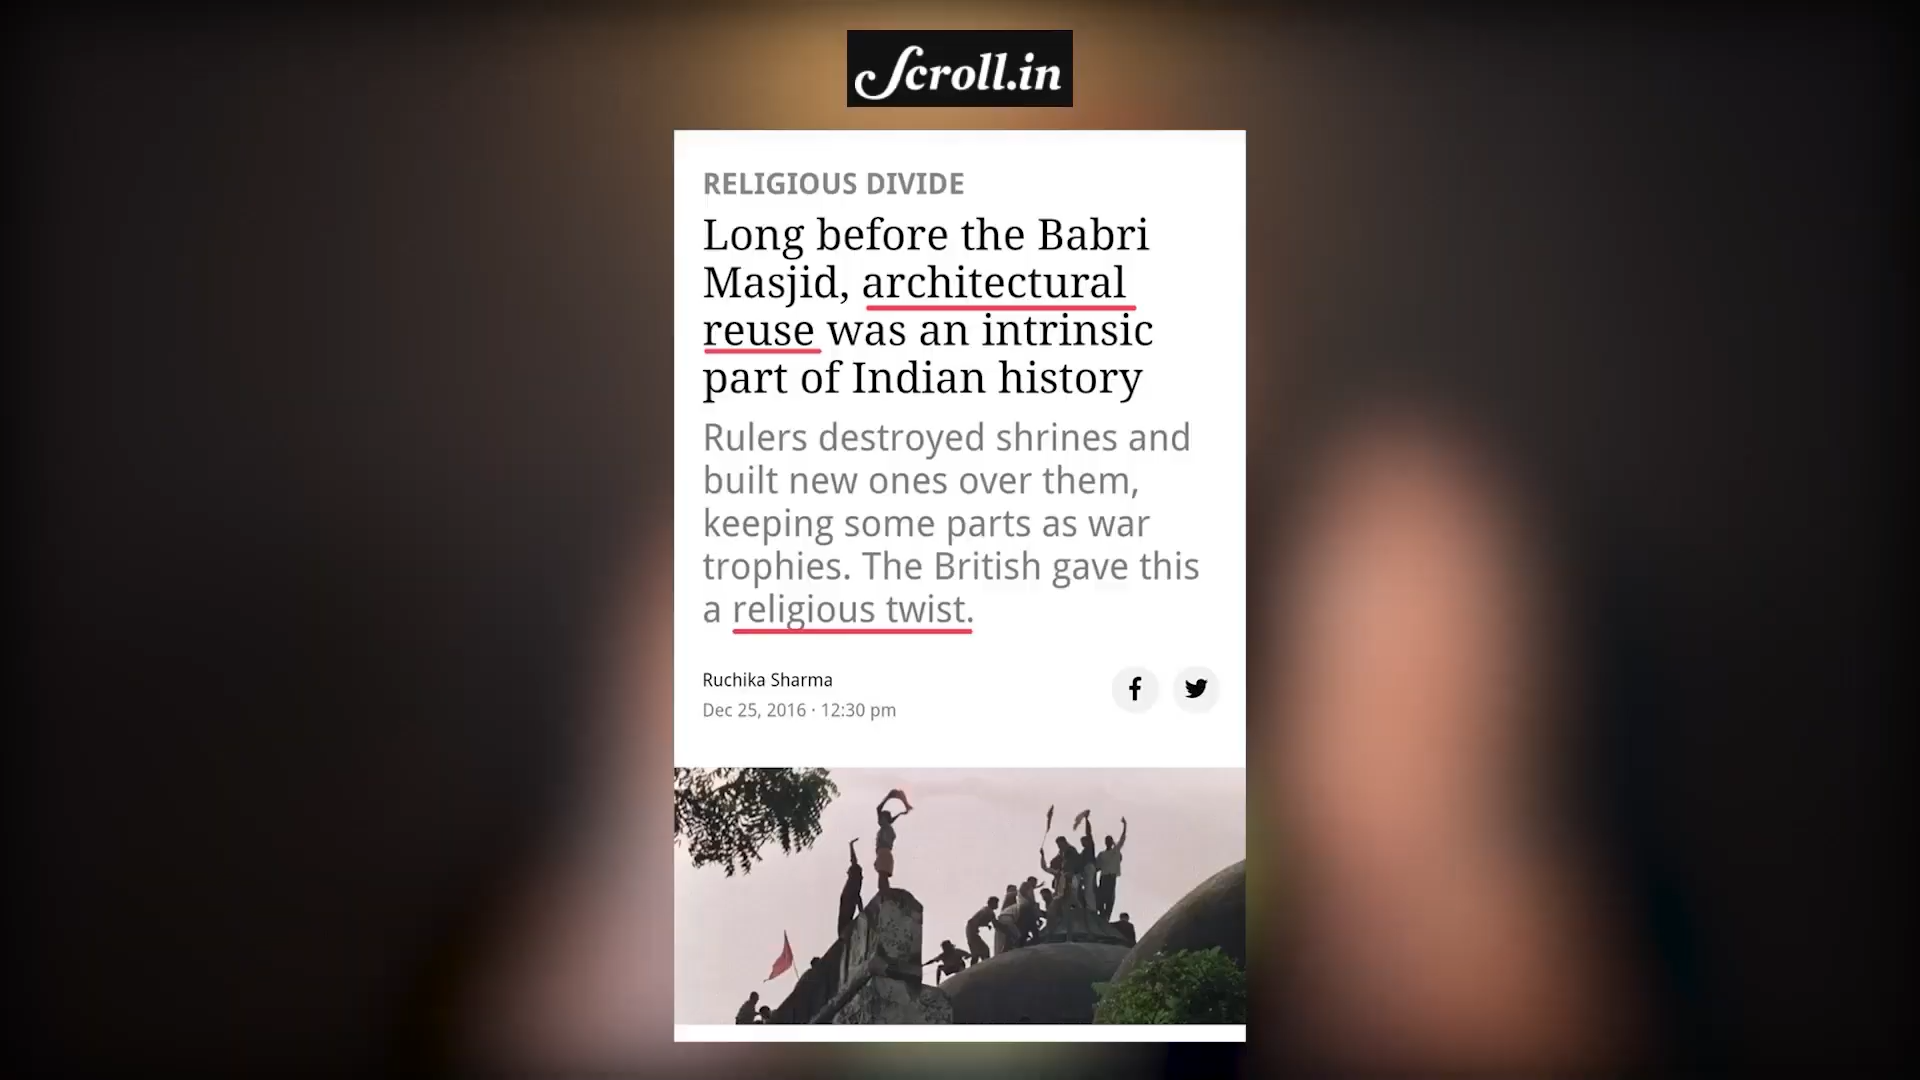 Scroll.in
RELIGIOUS DIVIDE
Long before the Babri
Masjid, architectural
reuse was an intrinsic
part of Indian history
Rulers destroyed shrines and
built new ones over them,
keeping some parts as war
trophies. The British gave this
a religious twist.
Ruchika Sharma
Dec 25, 2016 · 12:30 pm